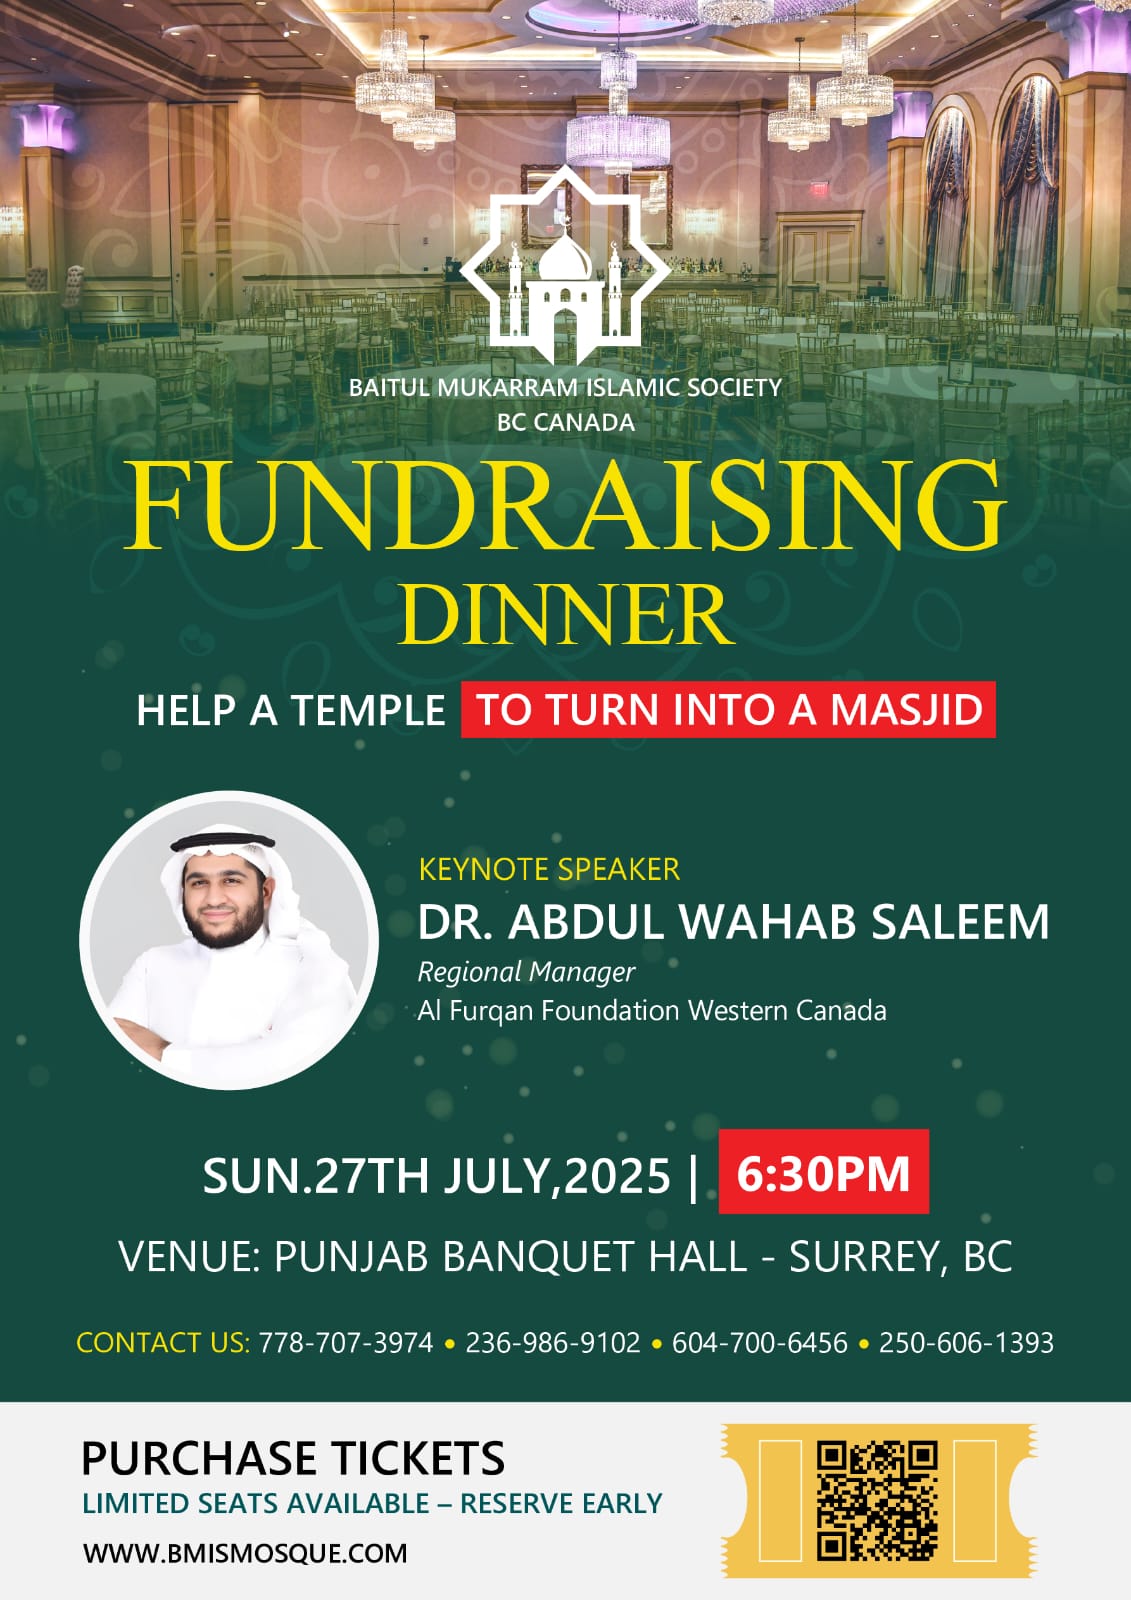 BAITUL MUKARRAM ISLAMIC SOCIETY
BC CANADA
FUNDRAISING
DINNER
HELP A TEMPLE TO TURN INTO A MASJID
KEYNOTE SPEAKER
DR. ABDUL WAHAB SALEEM
Regional Manager
Al Furqan Foundation Western Canada
SUN.27TH JULY,2025 | 6:30PM
VENUE: PUNJAB BANQUET HALL - SURREY, BC
CONTACT US: 778-707-3974 • 236-986-9102 • 604-700-6456 • 250-606-1393
PURCHASE TICKETS
LIMITED SEATS AVAILABLE – RESERVE EARLY
WWW.BMISMOSQUE.COM